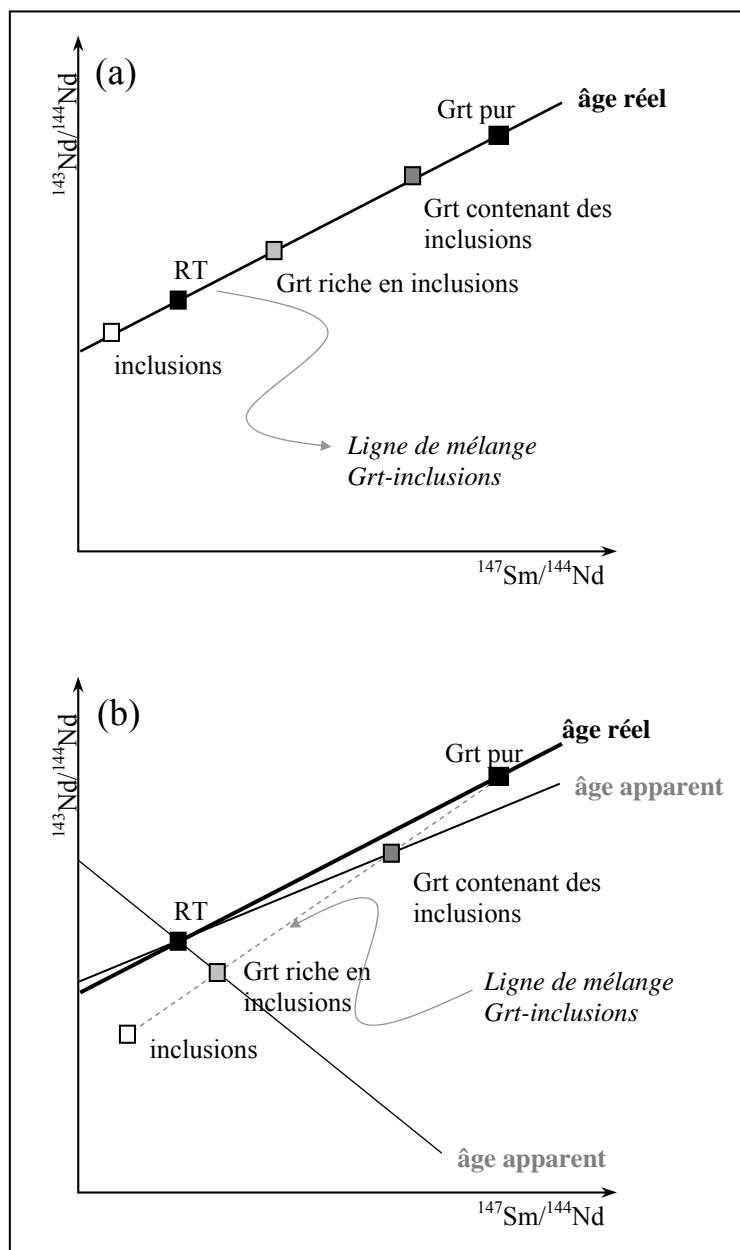 (a)
143Nd/144Nd
âge réel
Grt pur
Grt contenant des
inclusions
RT
Grt riche en inclusions
inclusions
Ligne de mélange
Grt-inclusions
147Sm/144Nd
(b)
143Nd/144Nd
âge réel
Grt pur
âge apparent
Grt contenant des
inclusions
RT
Grt riche en
inclusions
Ligne de mélange
Grt-inclusions
inclusions
âge apparent
147Sm/144Nd